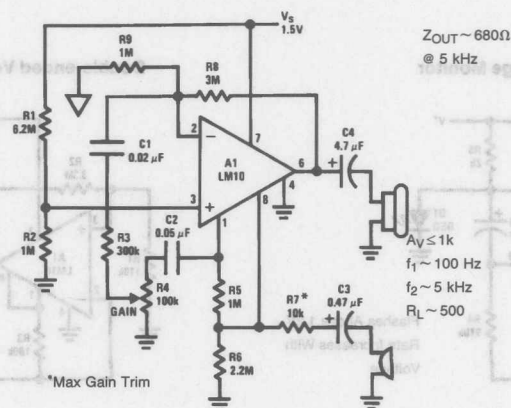 Vs
1.5V
ZOUT~680Ω
@ 5 kHz
R9
1M
R8
3M
R1
6.2M
C1
0.02 µF
2
−
7
A1
LM10
6
4
3
+
1
8
C4
4.7 µF
+
R2
1M
R3
300k
C2
0.05 µF
R4
100k
GAIN
R5
1M
R7*
10k
C3
0.47 µF
+
R6
2.2M
AV≤1k
f1~100 Hz
f2~5 kHz
RL~500
*Max Gain Trim